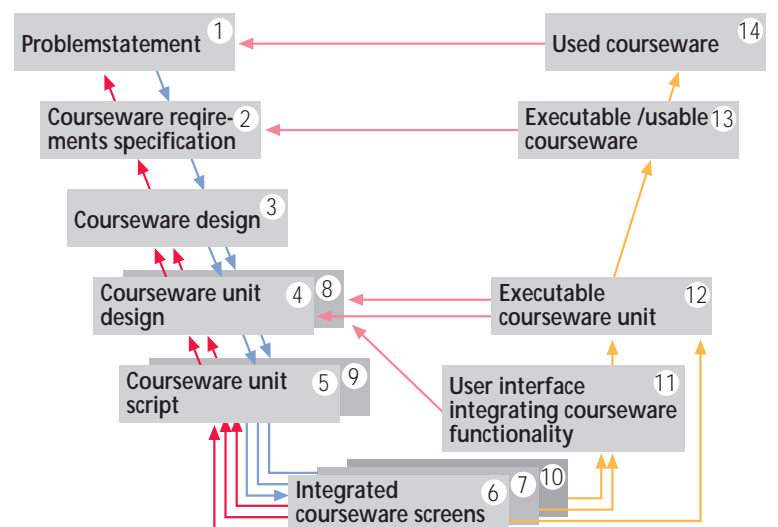 Problemstatement 1
Used courseware 14
Courseware reqire- 2
ments specification
Executable /usable 13
courseware
Courseware design 3
Courseware unit 4
design
8
Executable 12
courseware unit
Courseware unit 5
script
9
User interface 11
integrating courseware
functionality
Integrated 6
courseware screens
7
10